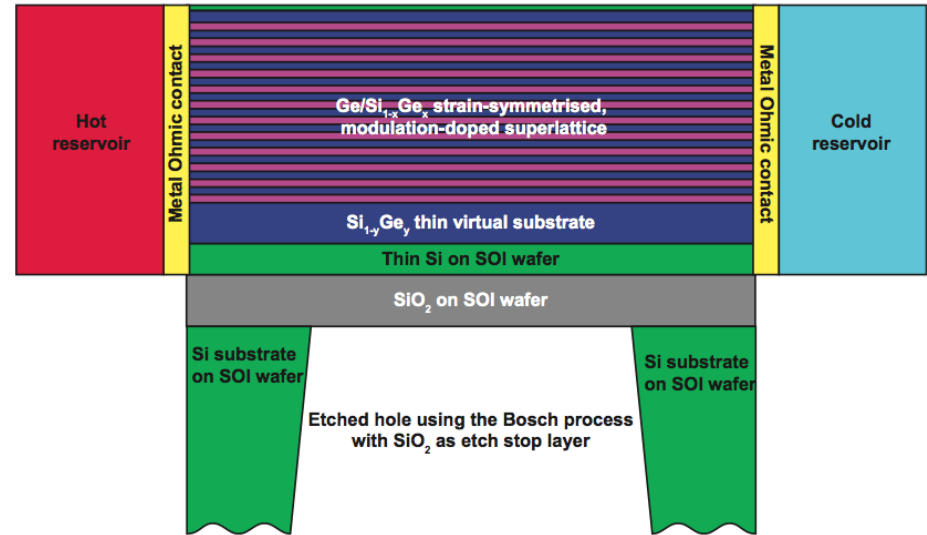 Hot
reservoir
Metal Ohmic contact
Ge/Si₁₋ₓGeₓ strain-symmetrised,
modulation-doped superlattice
Si₁₋yGey thin virtual substrate
Thin Si on SOI wafer
SiO₂ on SOI wafer
Metal Ohmic contact
Cold
reservoir
Si substrate
on SOI wafer
Etched hole using the Bosch process
with SiO₂ as etch stop layer
Si substrate
on SOI wafer